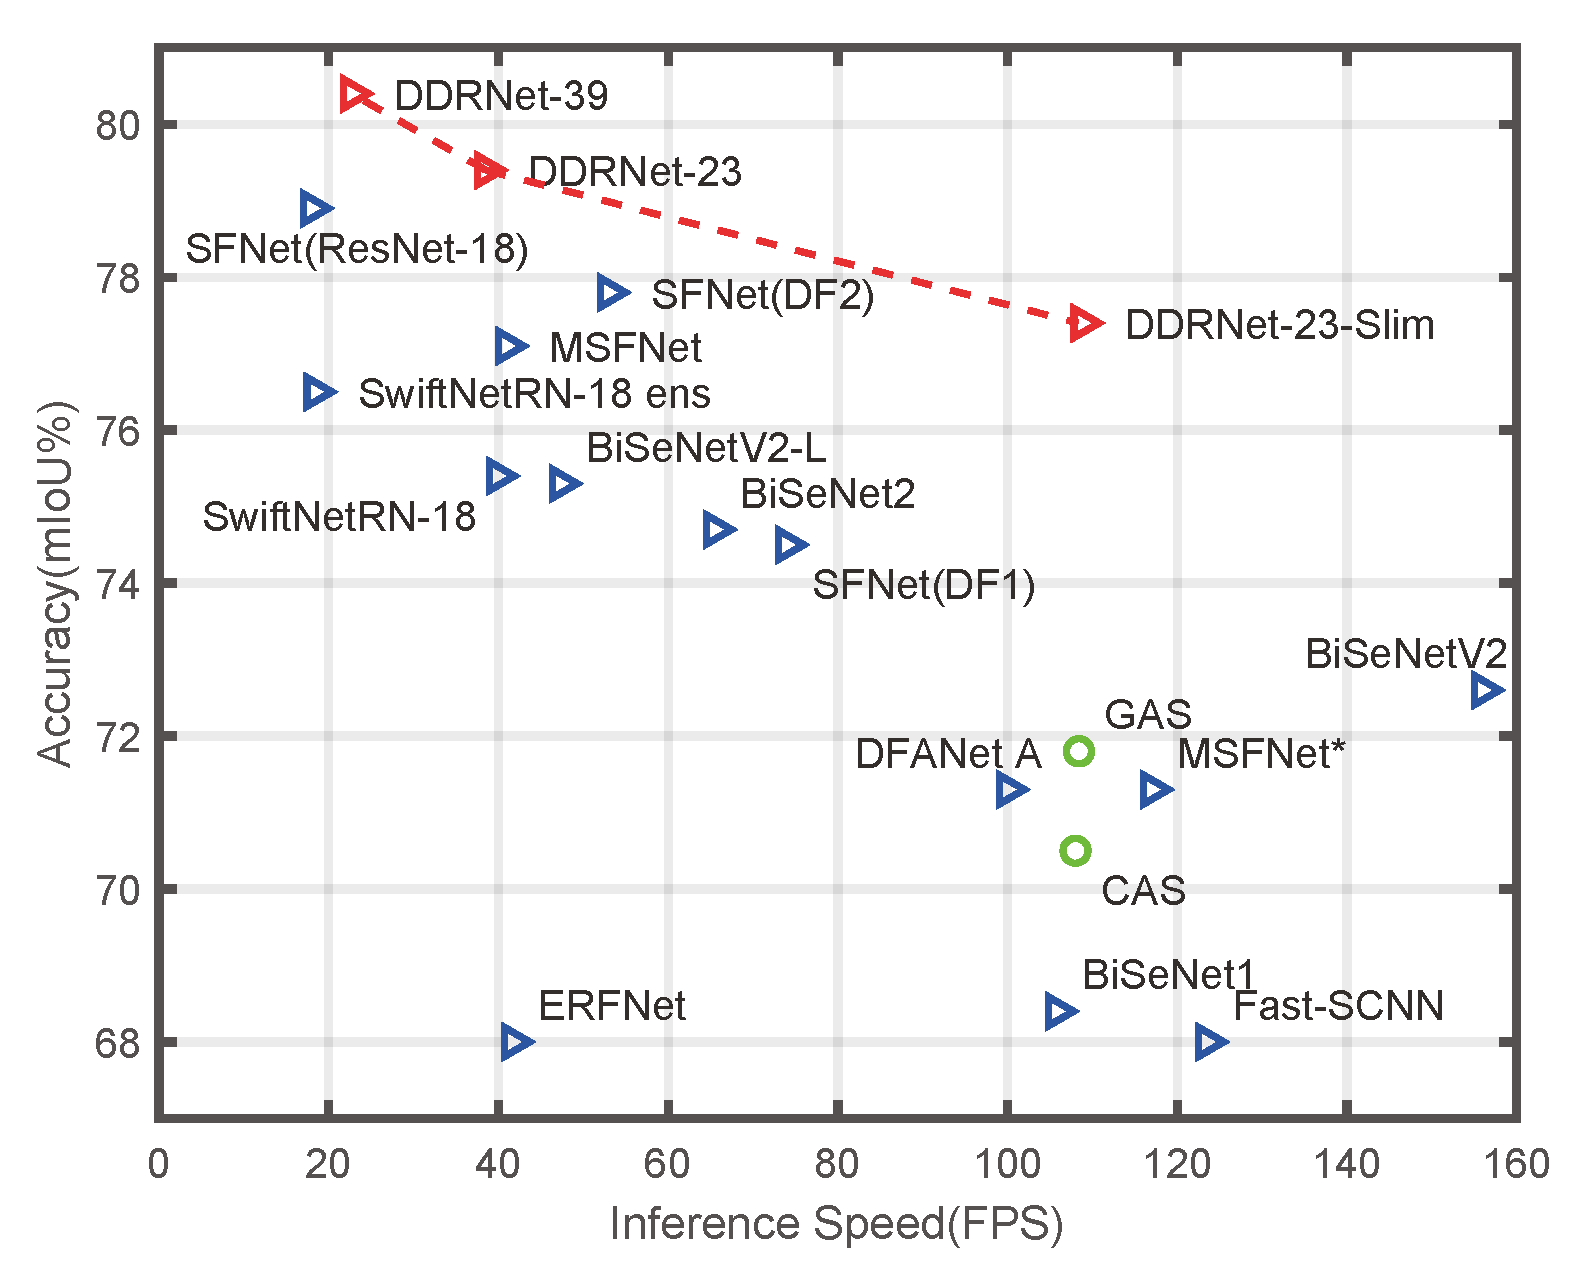 DDRNet-39
80
DDRNet-23
SFNet(ResNet-18)
78
SFNet(DF2)
DDRNet-23-Slim
MSFNet
SwiftNetRN-18 ens
76
BiSeNetV2-L
BiSeNet2
SwiftNetRN-18
74
SFNet(DF1)
BiSeNetV2
72
GAS
DFANet A
MSFNet*
70
CAS
BiSeNet1
ERFNet
Fast-SCNN
68
Accuracy(mIoU%)
0 20 40 60 80 100 120 140 160
Inference Speed(FPS)